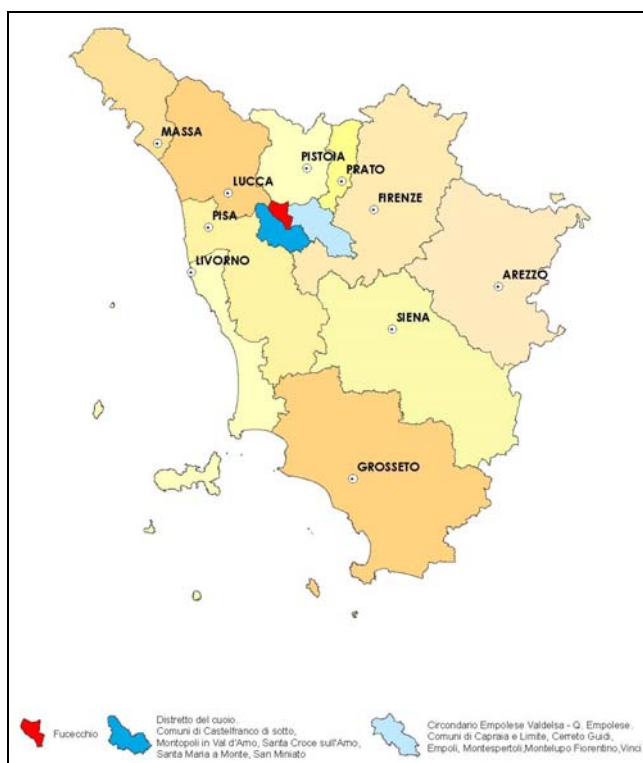 MASSA
PISTOIA
PRATO
LUCCA
FIRENZE
PISA
LIVORNO
AREZZO
SIENA
GROSSETO
Fucecchio
Distretto del cuoio.
Comuni di Castelfranco di sotto,
Montopoli in Val d'Arno, Santa Croce sull'Arno,
Santa Maria a Monte, San Miniato
Circondario Empolese Valdelsa - Q. Empolese.
Comuni di Capraia e Limite, Cerreto Guidi,
Empoli, Montespertoli,Montelupo Fiorentino,Vinci